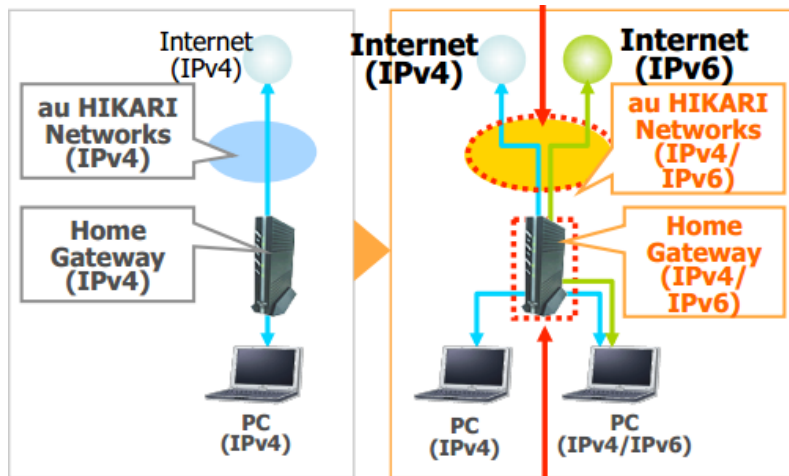 Internet
(IPv4)
au HIKARI
Networks
(IPv4)
Home
Gateway
(IPv4)
PC
(IPv4)
Internet
(IPv4)
Internet
(IPv6)
au HIKARI
Networks
(IPv4/
IPv6)
Home
Gateway
(IPv4/
IPv6)
PC
(IPv4)
PC
(IPv4/IPv6)